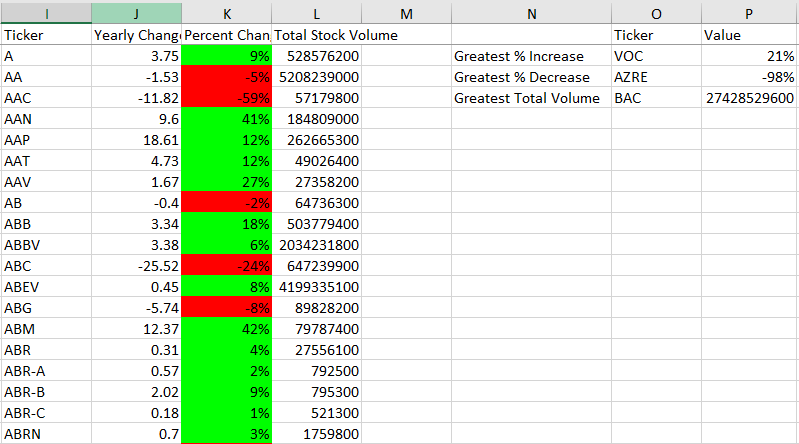 I J K L M N O P
Ticker Yearly Chang Percent Chan Total Stock Volume Ticker Value
A 3.75 9% 528576200 Greatest % Increase VOC 21%
AA -1.53 -5% 5208239000 Greatest % Decrease AZRE -98%
AAC -11.82 -59% 57179800 Greatest Total Volume BAC 27428529600
AAN 9.6 41% 184809000
AAP 18.61 12% 262665300
AAT 4.73 12% 49026400
AAV 1.67 27% 27358200
AB -0.4 -2% 64736300
ABB 3.34 18% 503779400
ABBV 3.38 6% 2034231800
ABC -25.52 -24% 647239900
ABEV 0.45 8% 4199335100
ABG -5.74 -8% 89828200
ABM 12.37 42% 79787400
ABR 0.31 4% 27556100
ABR-A 0.57 2% 792500
ABR-B 2.02 9% 795300
ABR-C 0.18 1% 521300
ABRN 0.7 3% 1759800